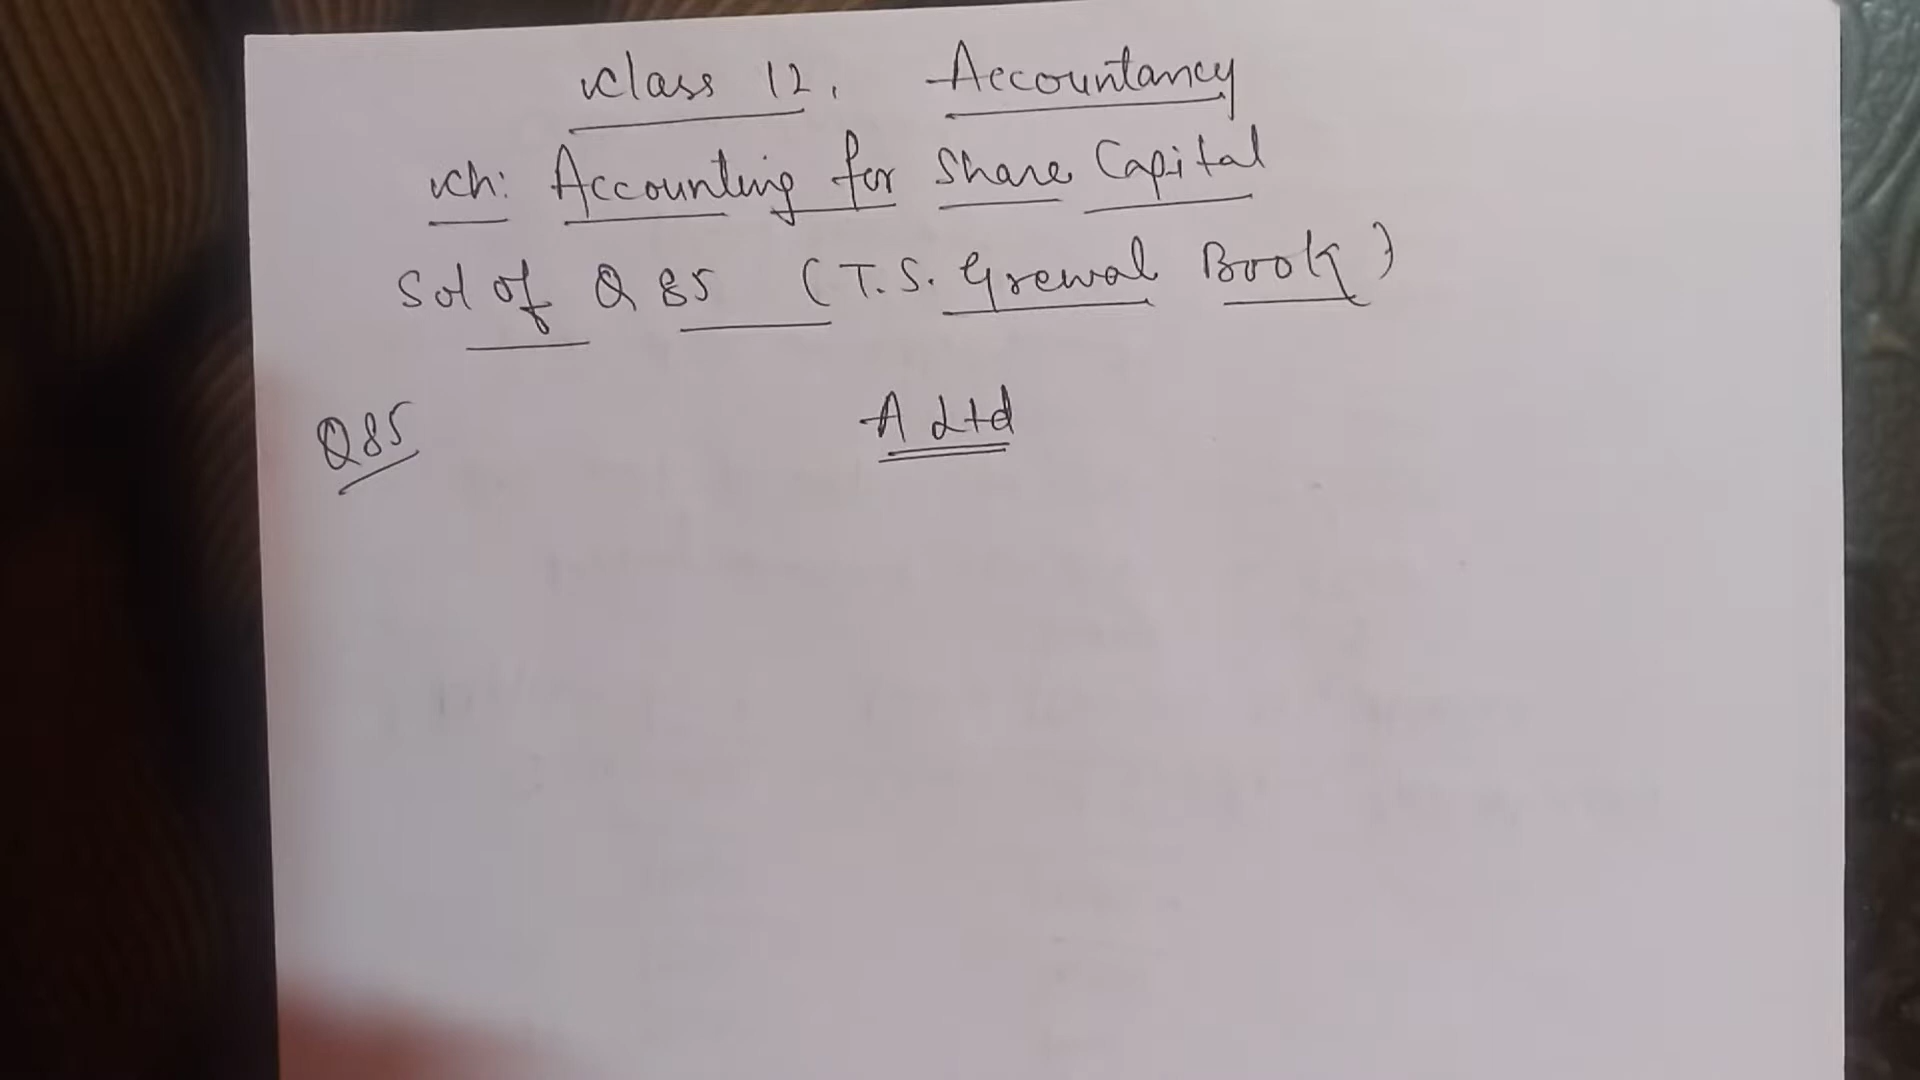 Class 12, Accountancy
Ch: Accounting for Share Capital
Sol of Q 85 (T.S. Grewal Book)
Q85 A Ltd